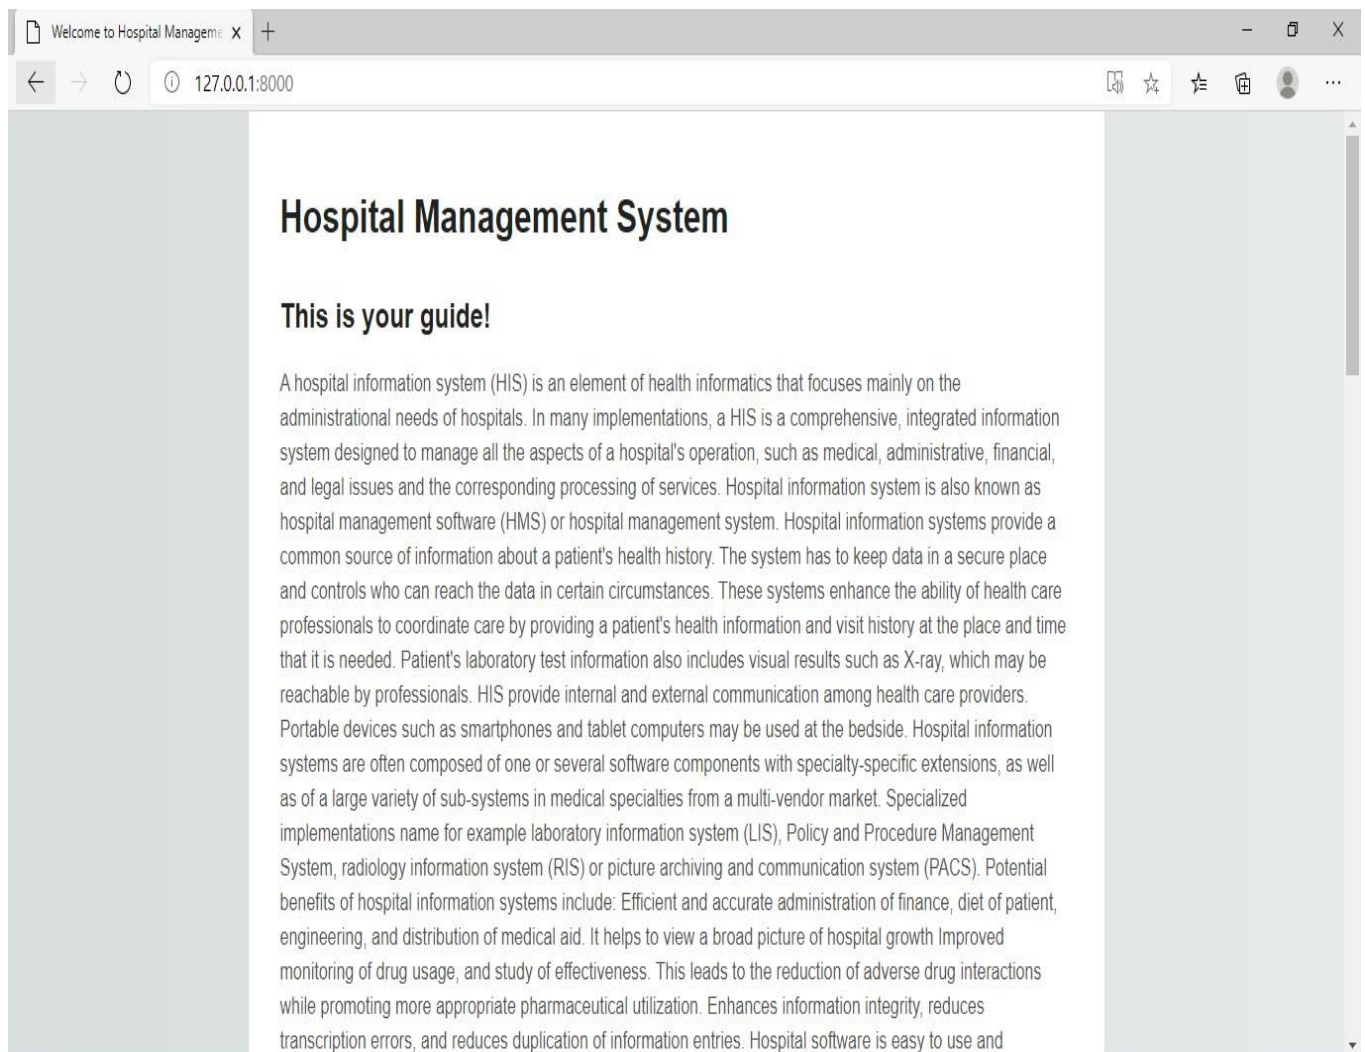 Welcome to Hospital Manageme
127.0.0.1:8000
Hospital Management System
This is your guide!
A hospital information system (HIS) is an element of health informatics that focuses mainly on the
administrational needs of hospitals. In many implementations, a HIS is a comprehensive, integrated information
system designed to manage all the aspects of a hospital's operation, such as medical, administrative, financial,
and legal issues and the corresponding processing of services. Hospital information system is also known as
hospital management software (HMS) or hospital management system. Hospital information systems provide a
common source of information about a patient's health history. The system has to keep data in a secure place
and controls who can reach the data in certain circumstances. These systems enhance the ability of health care
professionals to coordinate care by providing a patient's health information and visit history at the place and time
that it is needed. Patient's laboratory test information also includes visual results such as X-ray, which may be
reachable by professionals. HIS provide internal and external communication among health care providers.
Portable devices such as smartphones and tablet computers may be used at the bedside. Hospital information
systems are often composed of one or several software components with specialty-specific extensions, as well
as of a large variety of sub-systems in medical specialties from a multi-vendor market. Specialized
implementations name for example laboratory information system (LIS), Policy and Procedure Management
System, radiology information system (RIS) or picture archiving and communication system (PACS). Potential
benefits of hospital information systems include: Efficient and accurate administration of finance, diet of patient,
engineering, and distribution of medical aid. It helps to view a broad picture of hospital growth Improved
monitoring of drug usage, and study of effectiveness. This leads to the reduction of adverse drug interactions
while promoting more appropriate pharmaceutical utilization. Enhances information integrity, reduces
transcription errors, and reduces duplication of information entries. Hospital software is easy to use and